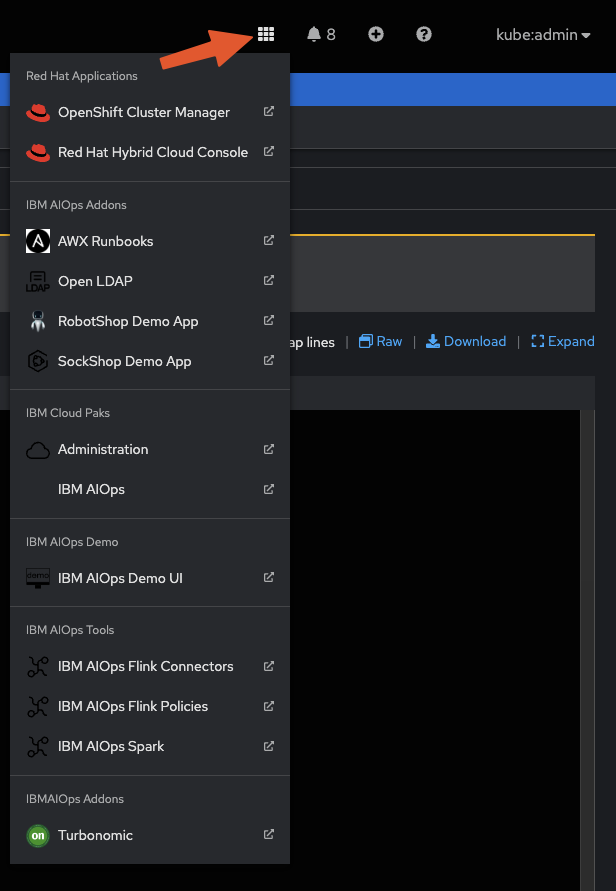 8
kube:admin
Red Hat Applications
OpenShift Cluster Manager
Red Hat Hybrid Cloud Console
IBM AIOps Addons
AWX Runbooks
LDAP
Open LDAP
RobotShop Demo App
SockShop Demo App
ap lines | Raw | Download | Expand
IBM Cloud Paks
Administration
IBM AIOps
IBM AIOps Demo
demo
IBM AIOps Demo UI
IBM AIOps Tools
IBM AIOps Flink Connectors
IBM AIOps Flink Policies
IBM AIOps Spark
IBMAIOps Addons
on
Turbonomic